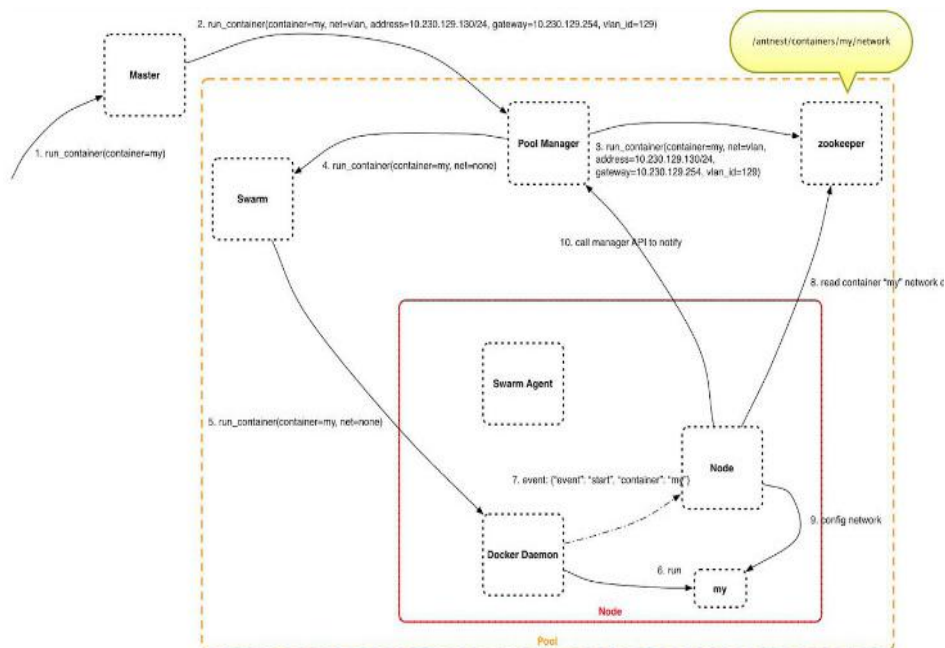 2. run_container(container=my, net=vlan, address=10.230.129.130/24, gateway=10.230.129.254, vlan_id=129)
/antnest/containers/my/network
Master
1. run_container(container=my)
Pool Manager
3. run_container(container=my, net=vlan,
address=10.230.129.130/24,
gateway=10.230.129.254, vlan_id=129)
zookeeper
4. run_container(container=my, net=none)
Swarm
10. call manager API to notify
8. read container "my" network c
Swarm Agent
5. run_container(container=my, net=none)
Node
7. event: {"event": "start", "container": "my"}
9. config network
Docker Daemon
6. run
my
Node
Pool